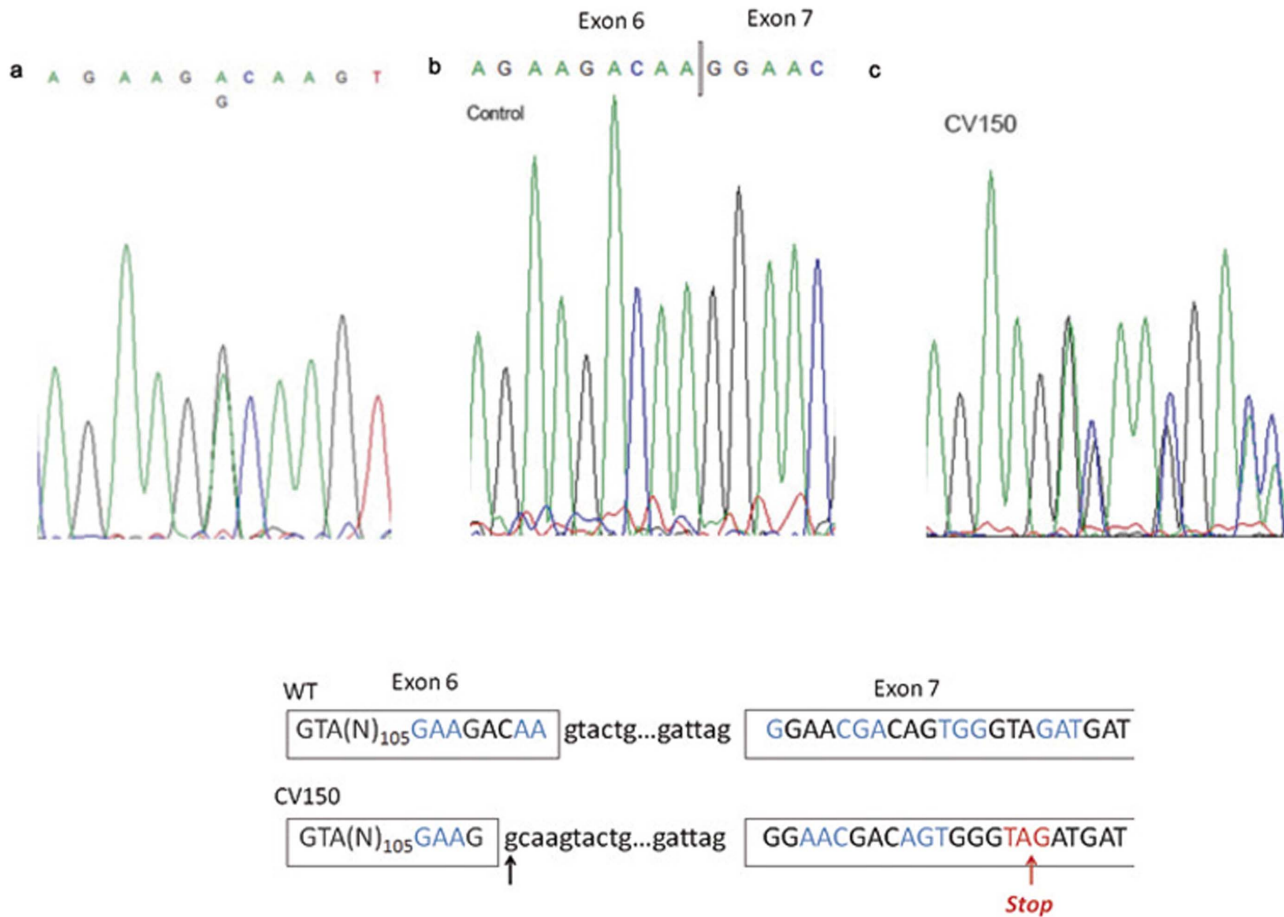 Exon 6 Exon 7
a A G A A G A C A A G T
G
b A G A A G A C A A G G A A C
Control
c
CV150
Exon 6 Exon 7
WT
GTA(N)105GAAGACAA gtactg...gattag GGAACGACAGTGGGTAGATGAT
CV150
GTA(N)105GAAG gcaagtactg...gattag GGAACGACAGTGGGTAGATGAT
Stop